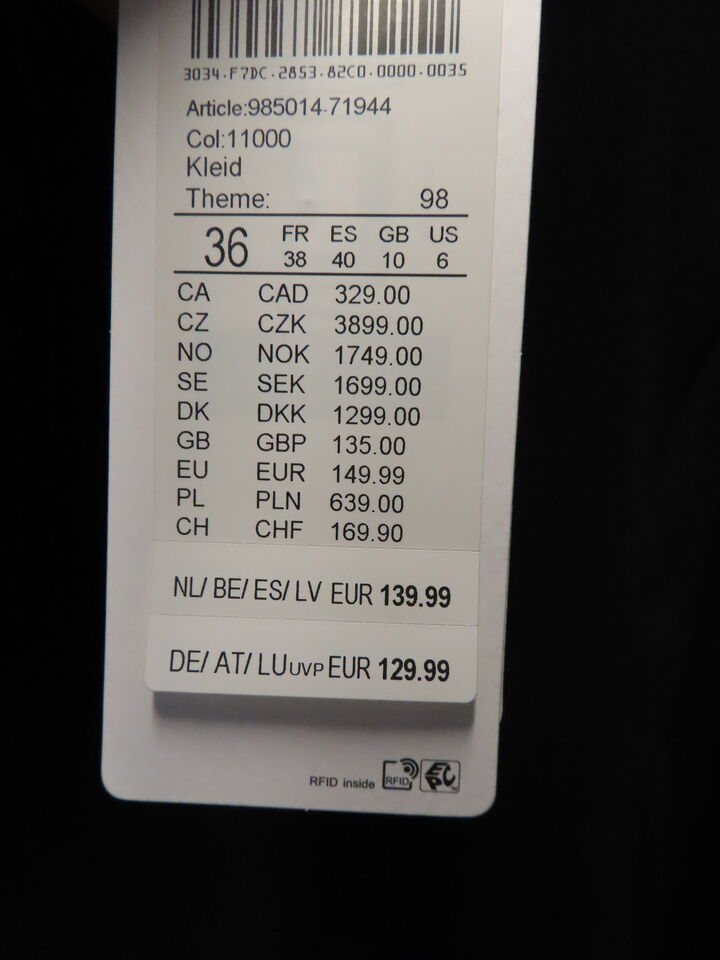 3034.F7DC.2853.82C0.0000.0035
Article:985014-71944
Col:11000
Kleid
Theme: 98
36 FR ES GB US
38 40 10 6
CA CAD 329.00
CZ CZK 3899.00
NO NOK 1749.00
SE SEK 1699.00
DK DKK 1299.00
GB GBP 135.00
EU EUR 149.99
PL PLN 639.00
CH CHF 169.90
NL/ BE/ ES/ LV EUR 139.99
DE/ AT/ LU UVP EUR 129.99
RFID inside RFID EPC